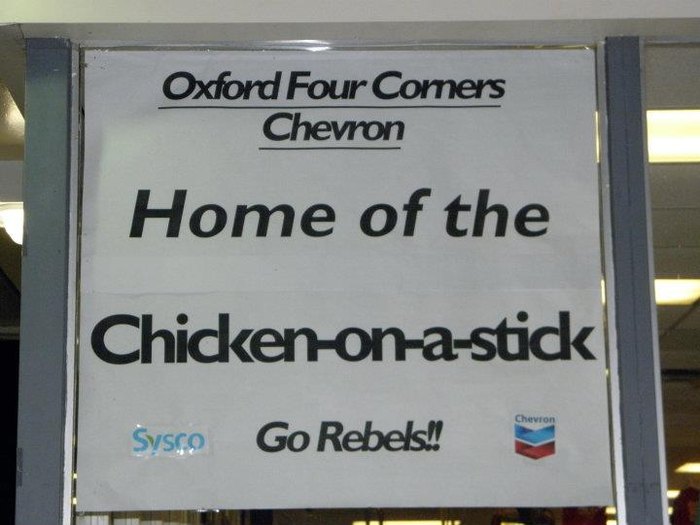 Oxford Four Corners
Chevron
Home of the
Chicken-on-a-stick
Sysco Go Rebels!! Chevron